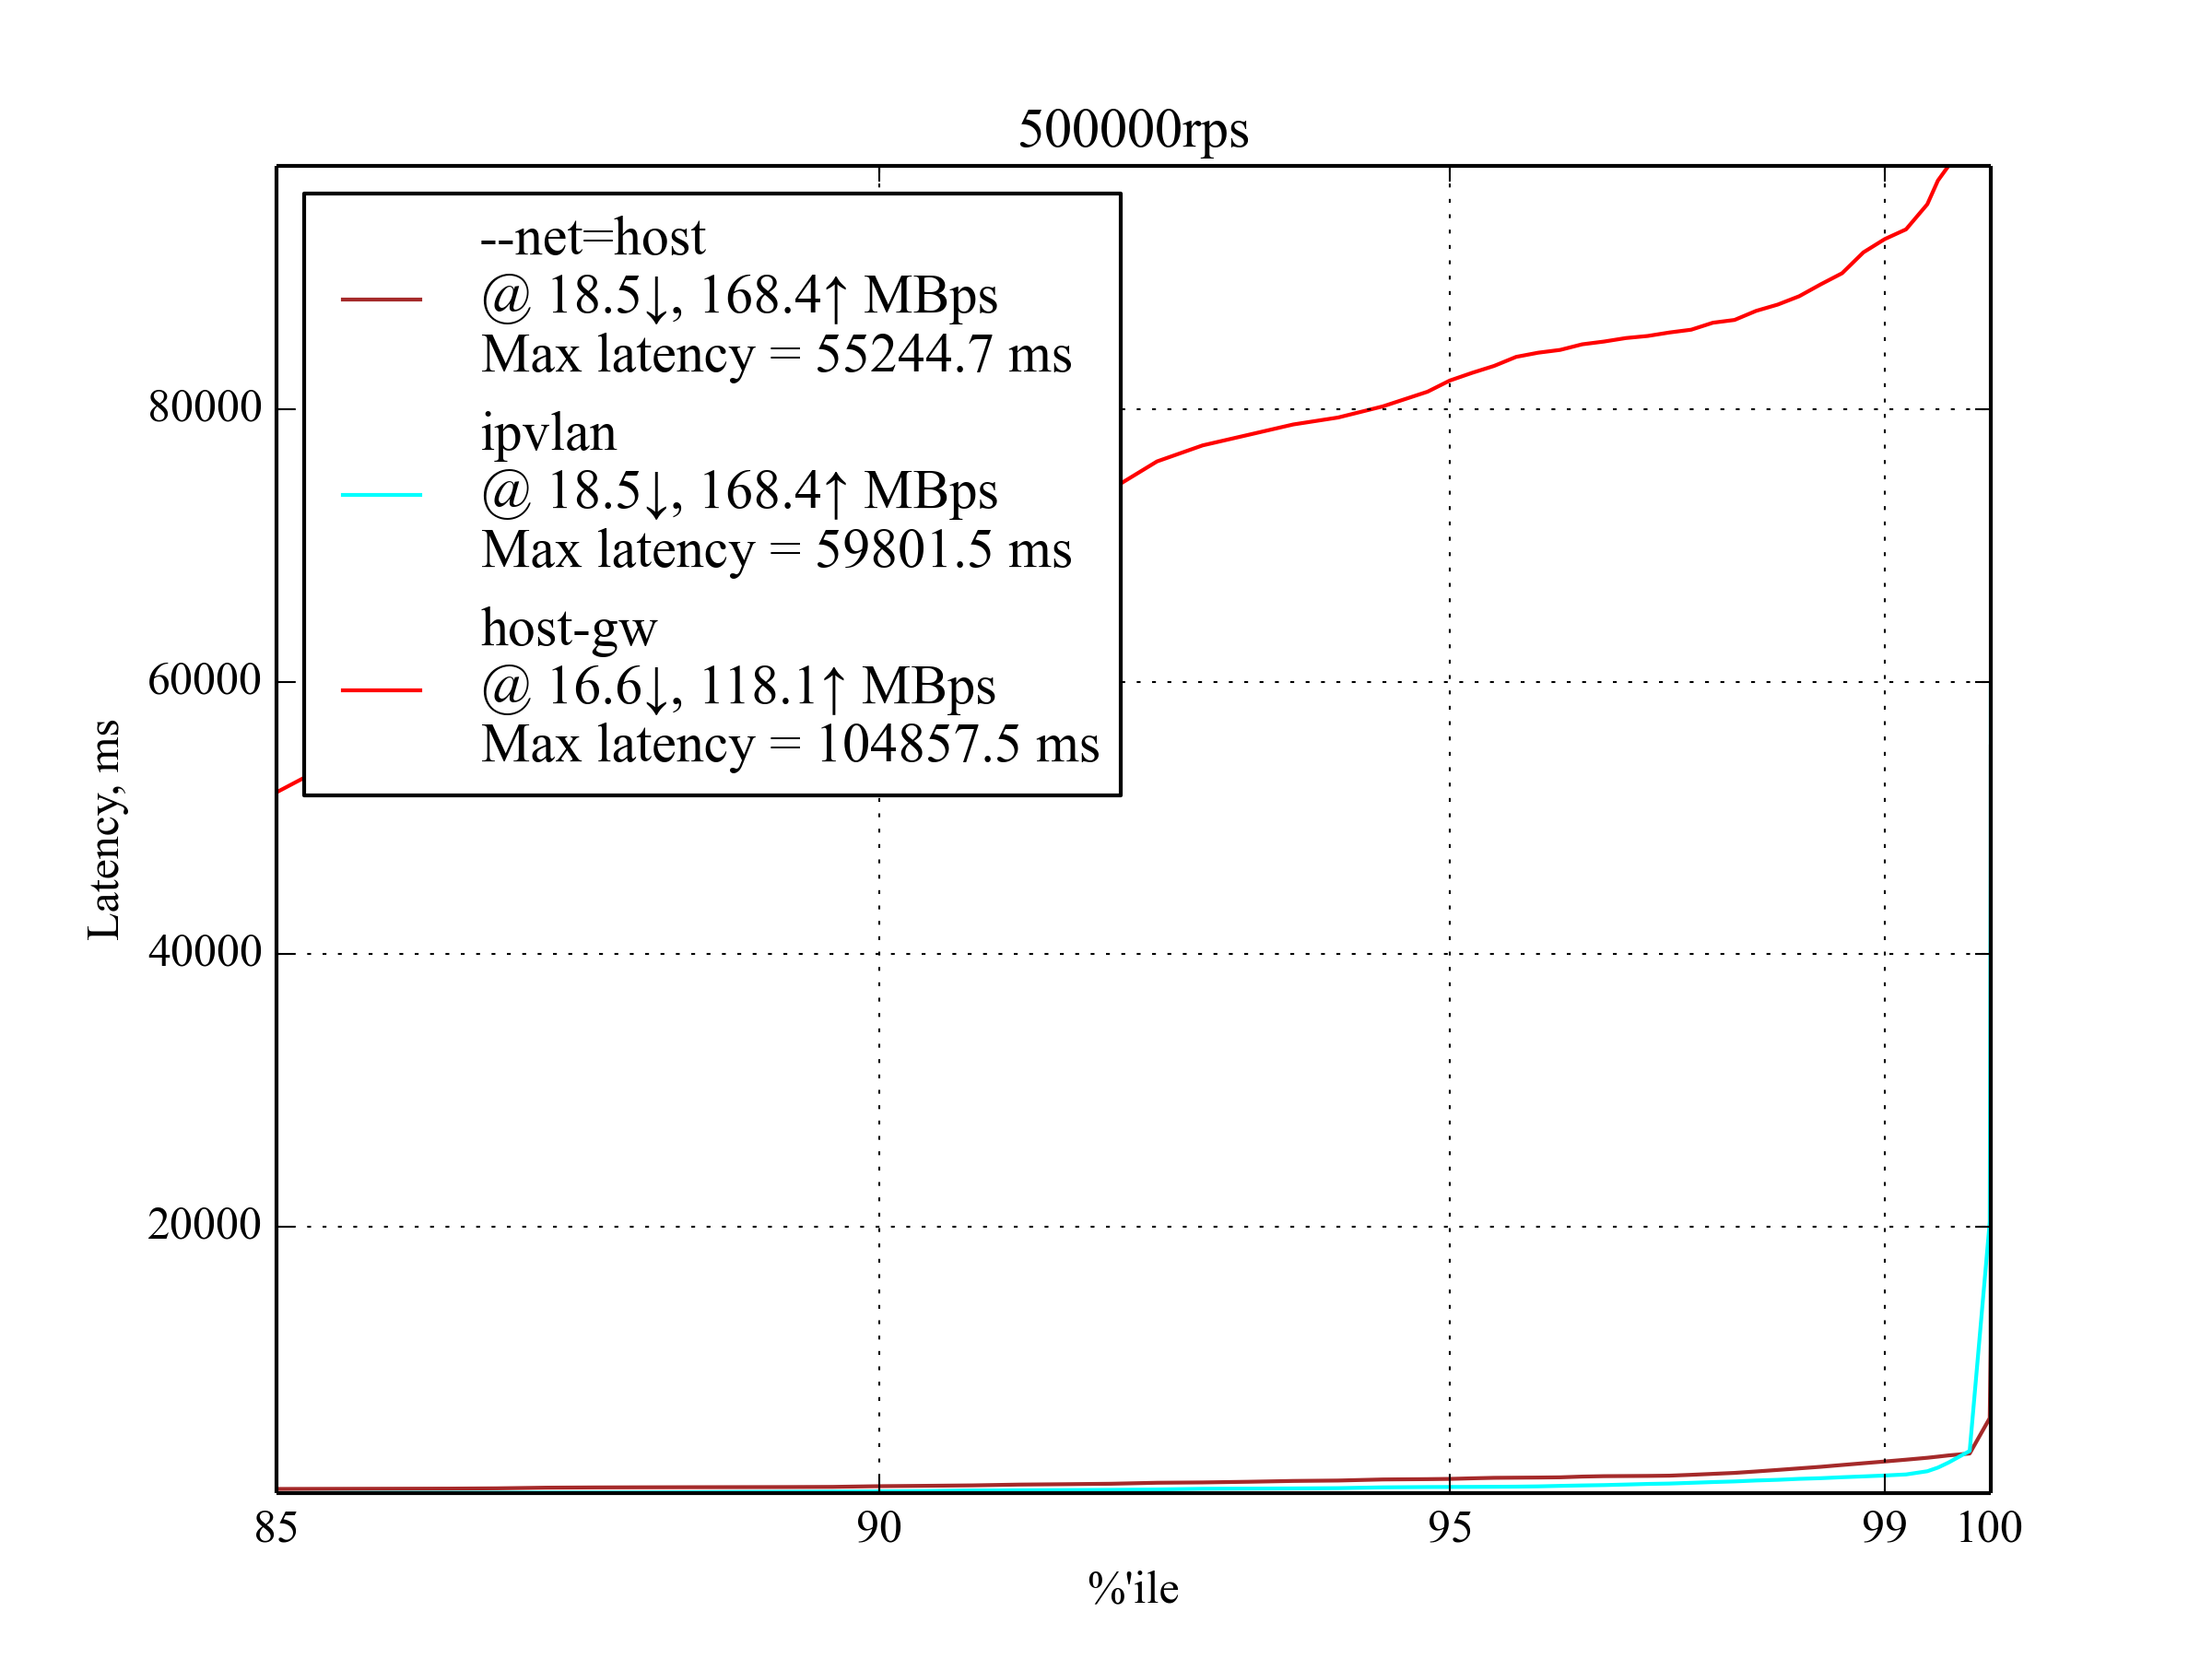 500000rps
--net=host
@ 18.5↓, 168.4↑ MBps
Max latency = 55244.7 ms
ipvlan
@ 18.5↓, 168.4↑ MBps
Max latency = 59801.5 ms
host-gw
@ 16.6↓, 118.1↑ MBps
Max latency = 104857.5 ms
80000
60000
40000
20000
Latency, ms
85 90 95 99 100
%'ile